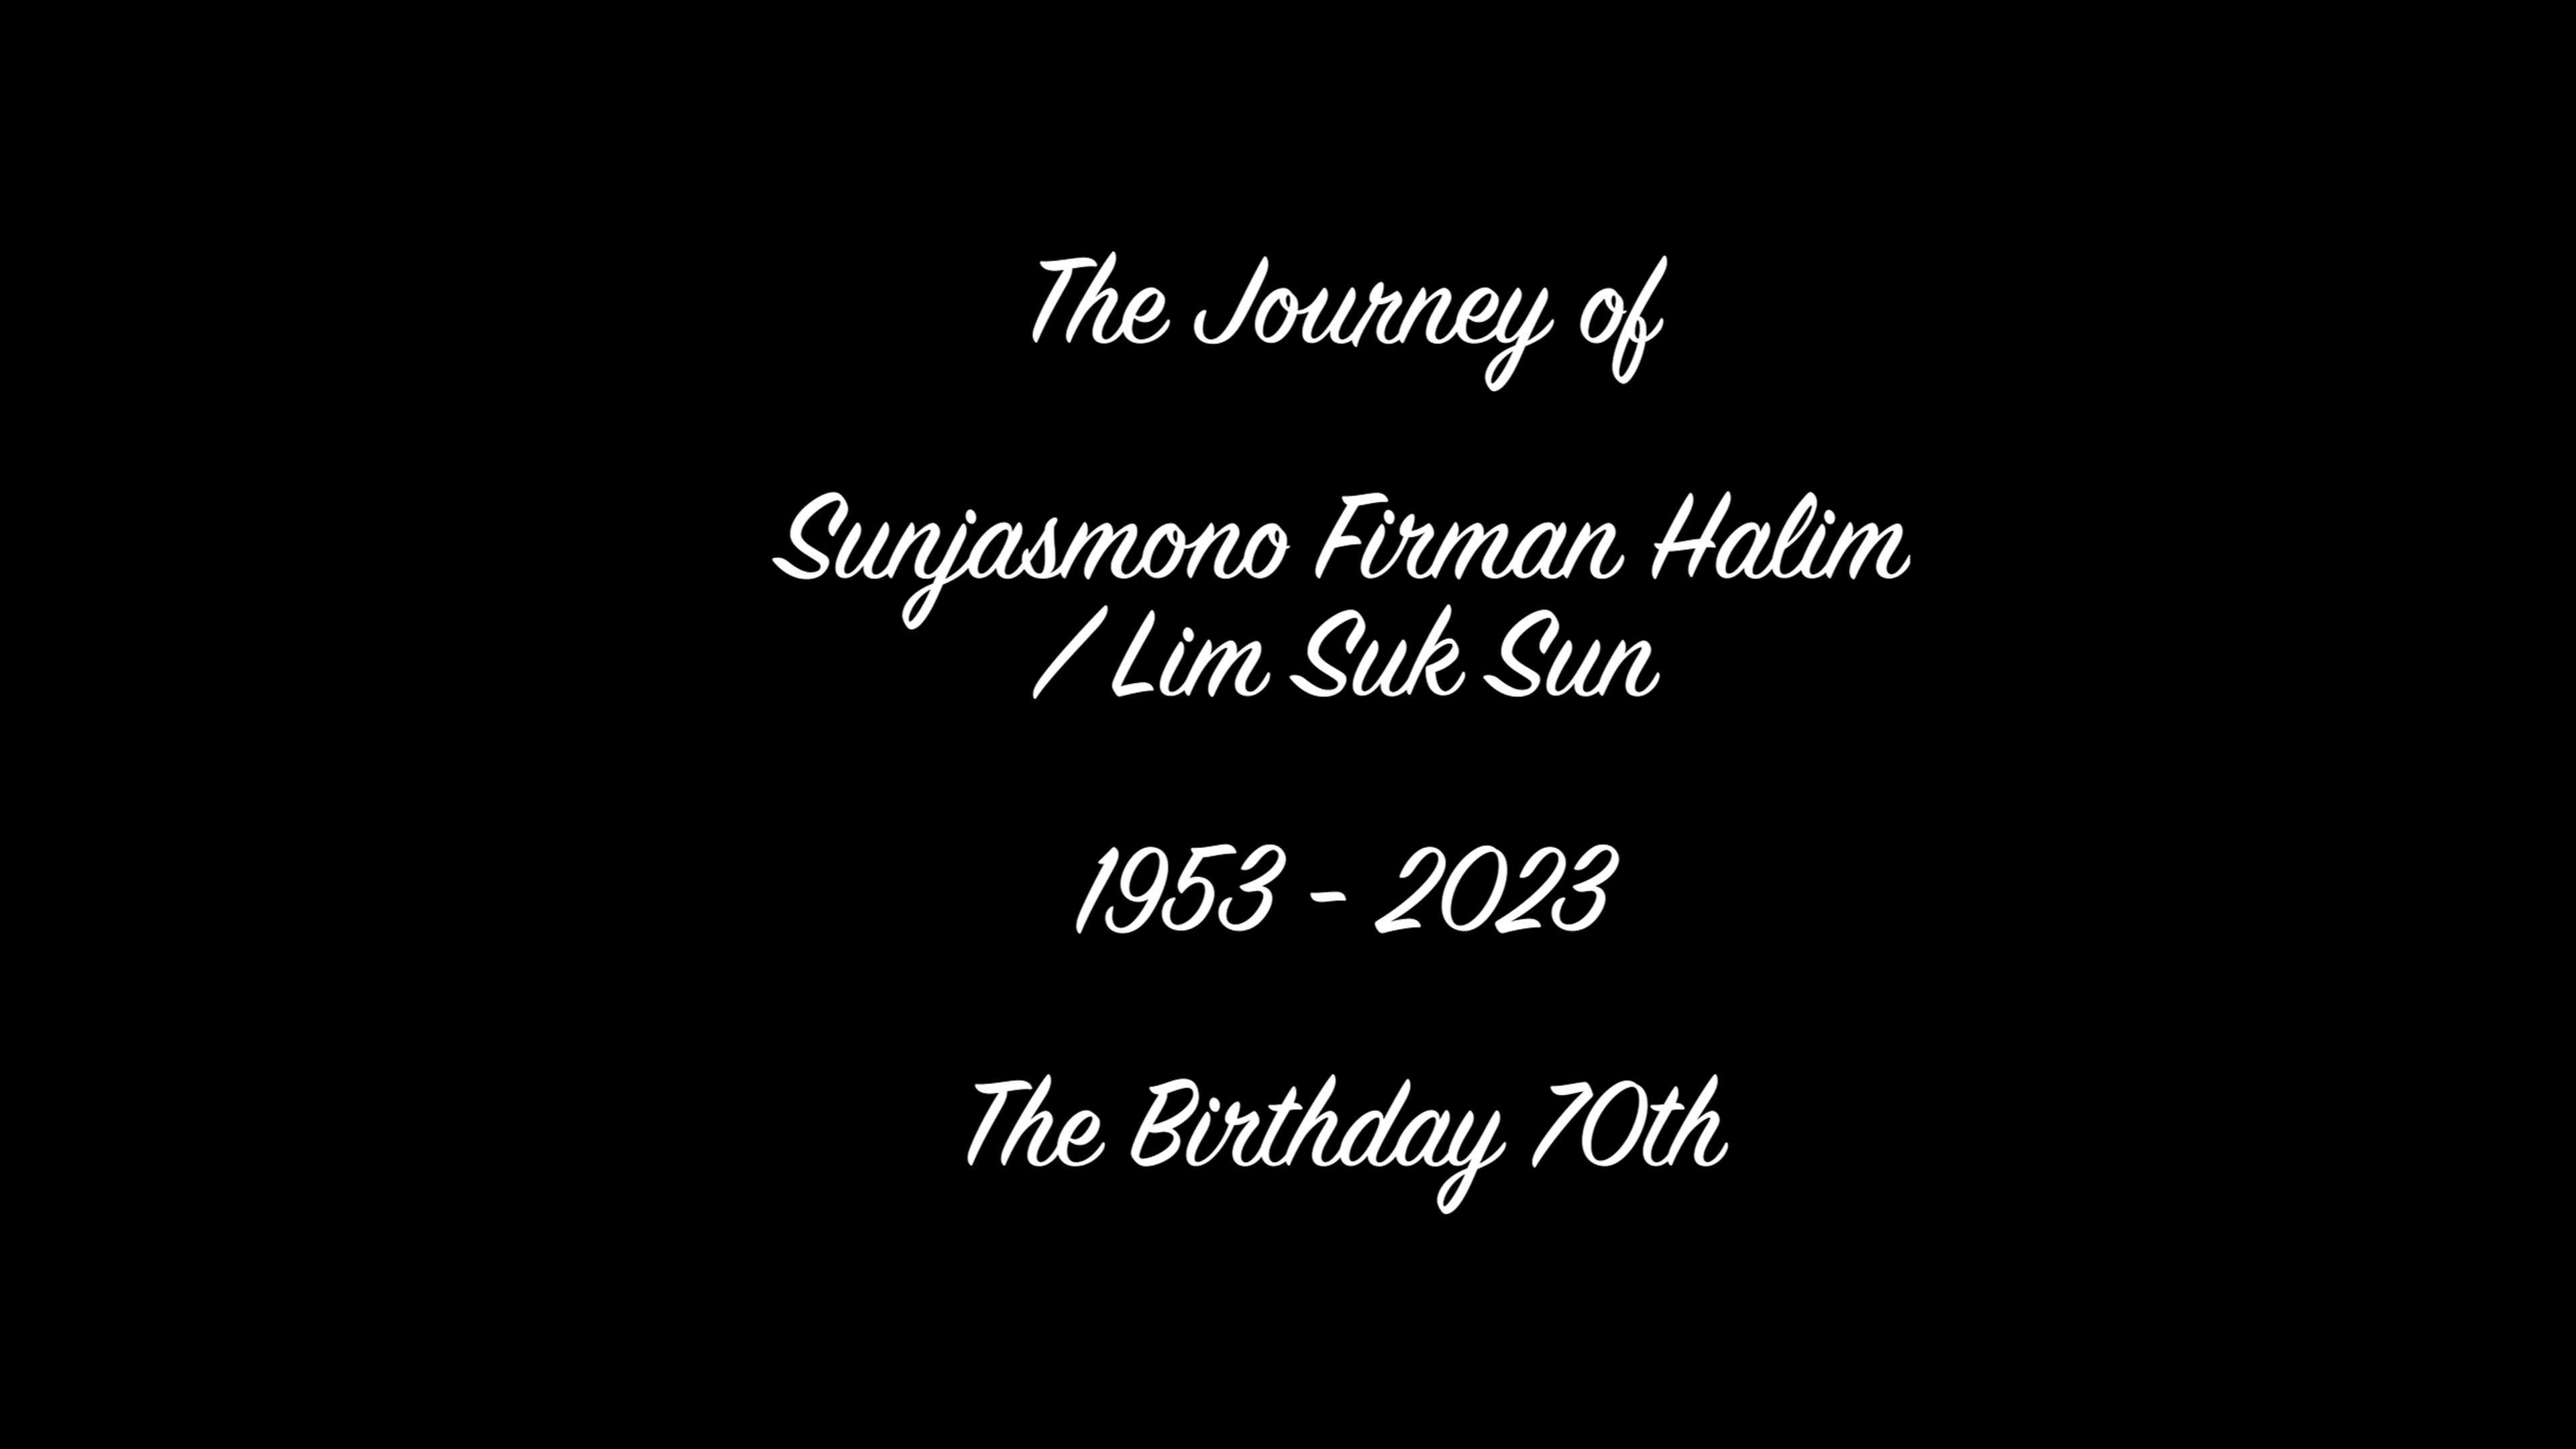 The Journey of
Sunjasmono Firman Halim
/ Lim Suk Sun
1953 - 2023
The Birthday 70th